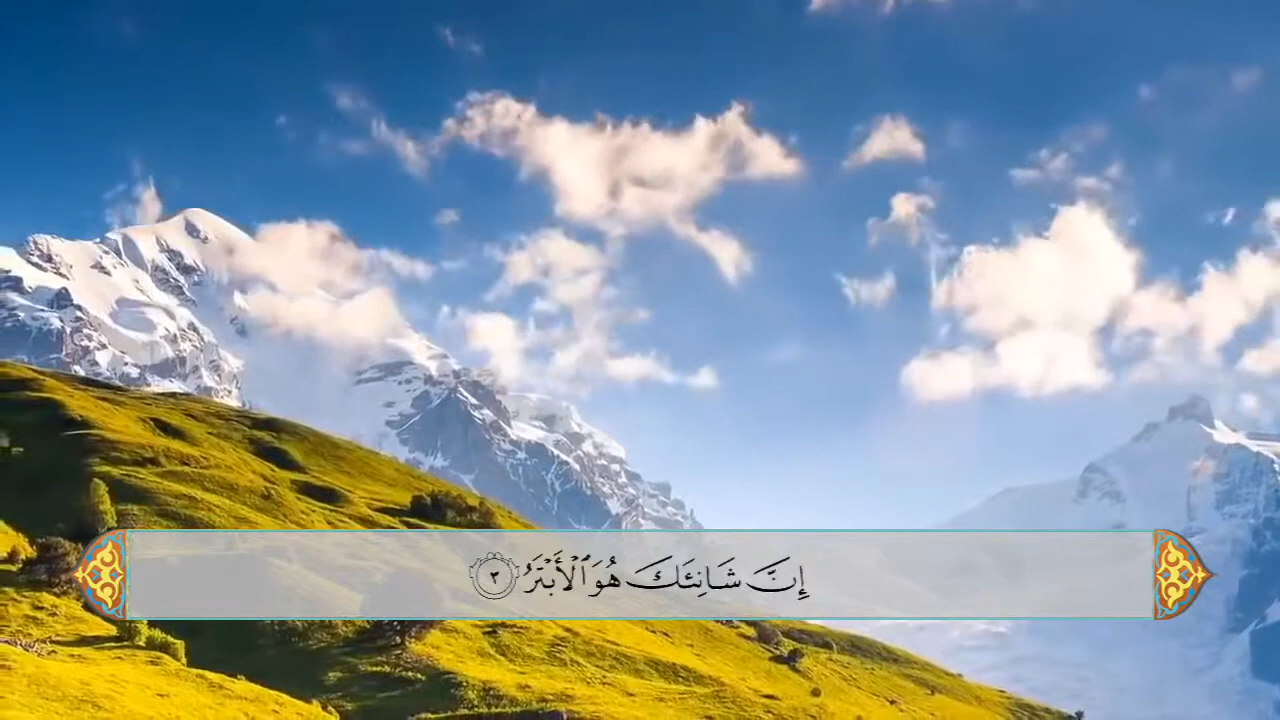 إِنَّ شَانِئَكَ هُوَ ٱلْأَبْتَرُ ٣